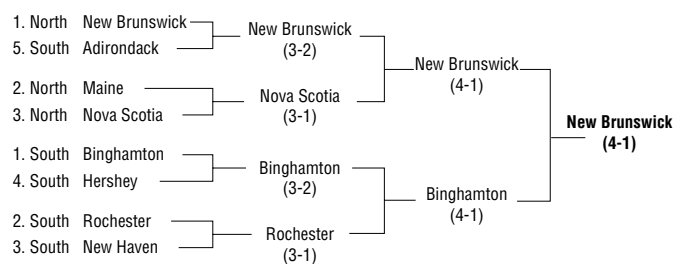 1. North New Brunswick
5. South Adirondack
2. North Maine
3. North Nova Scotia
1. South Binghamton
4. South Hershey
2. South Rochester
3. South New Haven
New Brunswick
(3-2)
Nova Scotia
(3-1)
Binghamton
(3-2)
Rochester
(3-1)
New Brunswick
(4-1)
Binghamton
(4-1)
New Brunswick
(4-1)